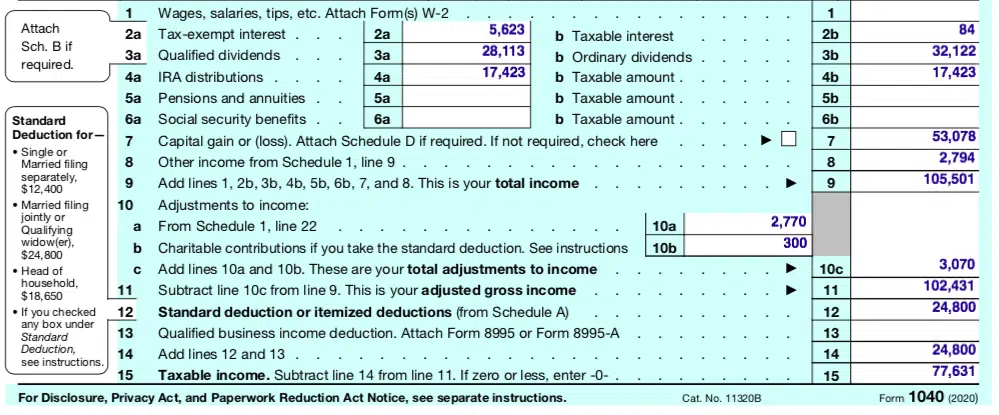 Attach
Sch. B if
required.
1 Wages, salaries, tips, etc. Attach Form(s) W-2 . . . . . . . . . . . . . . . . 1
2a Tax-exempt interest . . . 2a 5,623 b Taxable interest . . . . . 2b 84
3a Qualified dividends . . . 3a 28,113 b Ordinary dividends . . . . . 3b 32,122
4a IRA distributions . . . . 4a 17,423 b Taxable amount . . . . . . 4b 17,423
5a Pensions and annuities . . 5a b Taxable amount . . . . . . 5b
6a Social security benefits . . 6a b Taxable amount . . . . . . 6b
7 Capital gain or (loss). Attach Schedule D if required. If not required, check here . . . . ▶ ☐ 7 53,078
8 Other income from Schedule 1, line 9 . . . . . . . . . . . . . . . . . . . 8 2,794
9 Add lines 1, 2b, 3b, 4b, 5b, 6b, 7, and 8. This is your total income . . . . . . . . . ▶ 9 105,501
10 Adjustments to income:
a From Schedule 1, line 22 . . . . . . . . . . . . . . 10a 2,770
b Charitable contributions if you take the standard deduction. See instructions 10b 300
c Add lines 10a and 10b. These are your total adjustments to income . . . . . . . . ▶ 10c 3,070
11 Subtract line 10c from line 9. This is your adjusted gross income . . . . . . . . . ▶ 11 102,431
12 Standard deduction or itemized deductions (from Schedule A) . . . . . . . . . . 12 24,800
13 Qualified business income deduction. Attach Form 8995 or Form 8995-A . . . . . . . . 13
14 Add lines 12 and 13 . . . . . . . . . . . . . . . . . . . . . . . . 14 24,800
15 Taxable income. Subtract line 14 from line 11. If zero or less, enter -0- . . . . . . . . . 15 77,631
Standard
Deduction for—
• Single or
Married filing
separately,
$12,400
• Married filing
jointly or
Qualifying
widow(er),
$24,800
• Head of
household,
$18,650
• If you checked
any box under
Standard
Deduction,
see instructions.
For Disclosure, Privacy Act, and Paperwork Reduction Act Notice, see separate instructions. Cat. No. 11320B Form 1040 (2020)